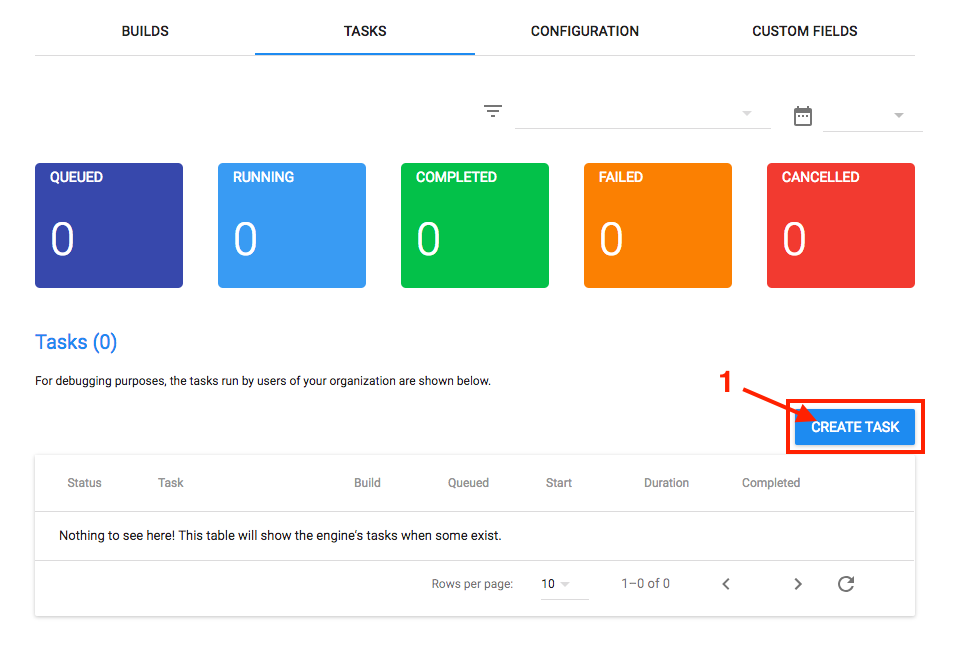 BUILDS TASKS CONFIGURATION CUSTOM FIELDS
QUEUED RUNNING COMPLETED FAILED CANCELLED
0 0 0 0 0
Tasks (0)
For debugging purposes, the tasks run by users of your organization are shown below.
1
CREATE TASK
Status Task Build Queued Start Duration Completed
Nothing to see here! This table will show the engine's tasks when some exist.
Rows per page: 10 1–0 of 0